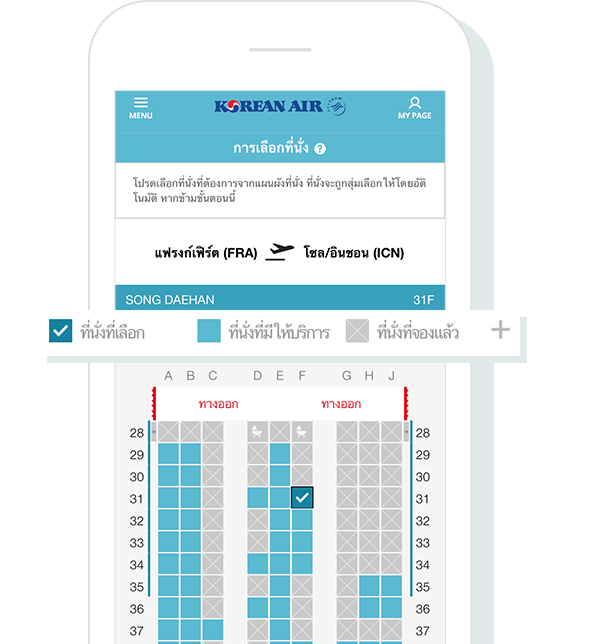 MENU
KOREAN AIR
MY PAGE
การเลือกที่นั่ง ?
โปรดเลือกที่นั่งที่ต้องการจากแผนผังที่นั่ง ที่นั่งจะถูกสุ่มเลือกให้โดยอัติ
โนมัติ หากข้ามขั้นตอนนี้
แฟรงก์เฟิร์ต (FRA) โซล/อินชอน (ICN)
SONG DAEHAN 31F
ที่นั่งที่เลือก ที่นั่งที่มีให้บริการ ที่นั่งที่จองแล้ว +
A B C D E F G H J
ทางออก ทางออก
28 28
29 29
30 30
31 31
32 32
33 33
34 34
35 35
36 36
37 37